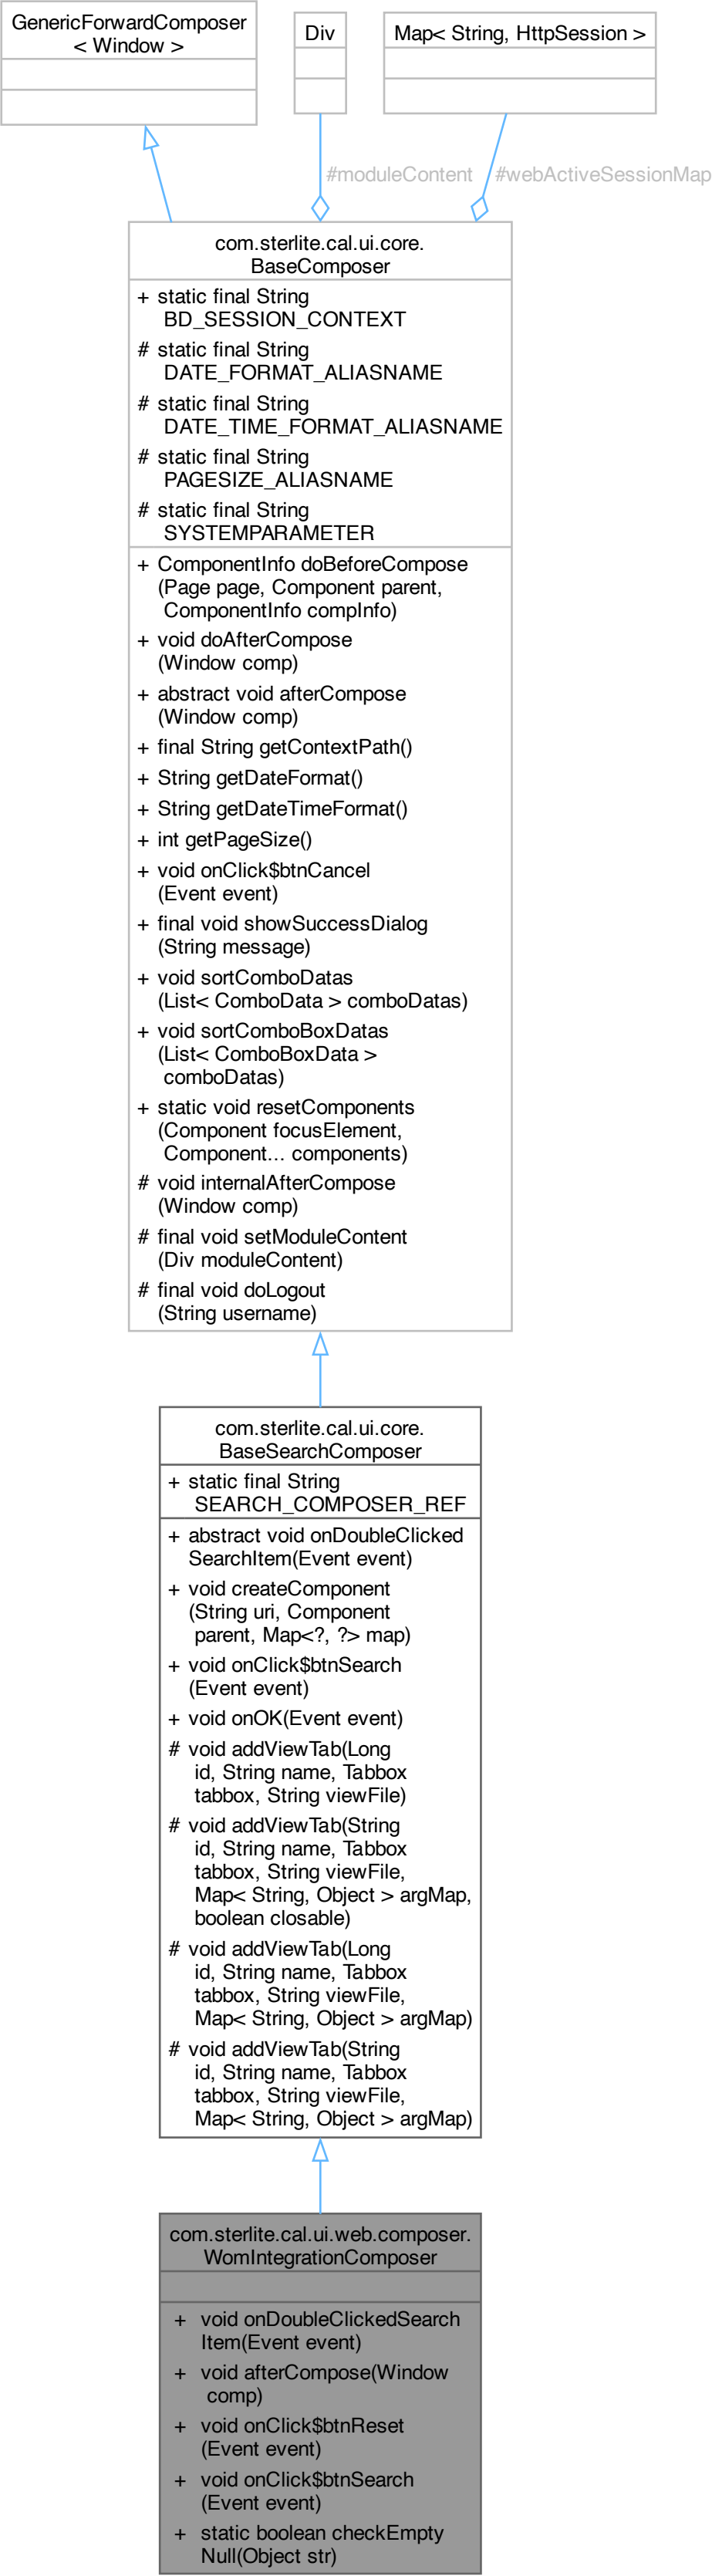 GenericForwardComposer
< Window >
Div
Map< String, HttpSession >
#moduleContent
#webActiveSessionMap
com.sterlite.cal.ui.core.
BaseComposer
+ static final String
BD_SESSION_CONTEXT
# static final String
DATE_FORMAT_ALIASNAME
# static final String
DATE_TIME_FORMAT_ALIASNAME
# static final String
PAGESIZE_ALIASNAME
# static final String
SYSTEMPARAMETER
+ ComponentInfo doBeforeCompose
(Page page, Component parent,
ComponentInfo compInfo)
+ void doAfterCompose
(Window comp)
+ abstract void afterCompose
(Window comp)
+ final String getContextPath()
+ String getDateFormat()
+ String getDateTimeFormat()
+ int getPageSize()
+ void onClick$btnCancel
(Event event)
+ final void showSuccessDialog
(String message)
+ void sortComboDatas
(List< ComboData > comboDatas)
+ void sortComboBoxDatas
(List< ComboBoxData >
comboDatas)
+ static void resetComponents
(Component focusElement,
Component... components)
# void internalAfterCompose
(Window comp)
# final void setModuleContent
(Div moduleContent)
# final void doLogout
(String username)
com.sterlite.cal.ui.core.
BaseSearchComposer
+ static final String
SEARCH_COMPOSER_REF
+ abstract void onDoubleClicked
SearchItem(Event event)
+ void createComponent
(String uri, Component
parent, Map<?, ?> map)
+ void onClick$btnSearch
(Event event)
+ void onOK(Event event)
# void addViewTab(Long
id, String name, Tabbox
tabbox, String viewFile)
# void addViewTab(String
id, String name, Tabbox
tabbox, String viewFile,
Map< String, Object > argMap,
boolean closable)
# void addViewTab(Long
id, String name, Tabbox
tabbox, String viewFile,
Map< String, Object > argMap)
# void addViewTab(String
id, String name, Tabbox
tabbox, String viewFile,
Map< String, Object > argMap)
com.sterlite.cal.ui.web.composer.
WomIntegrationComposer
+ void onDoubleClickedSearch
Item(Event event)
+ void afterCompose(Window
comp)
+ void onClick$btnReset
(Event event)
+ void onClick$btnSearch
(Event event)
+ static boolean checkEmpty
Null(Object str)